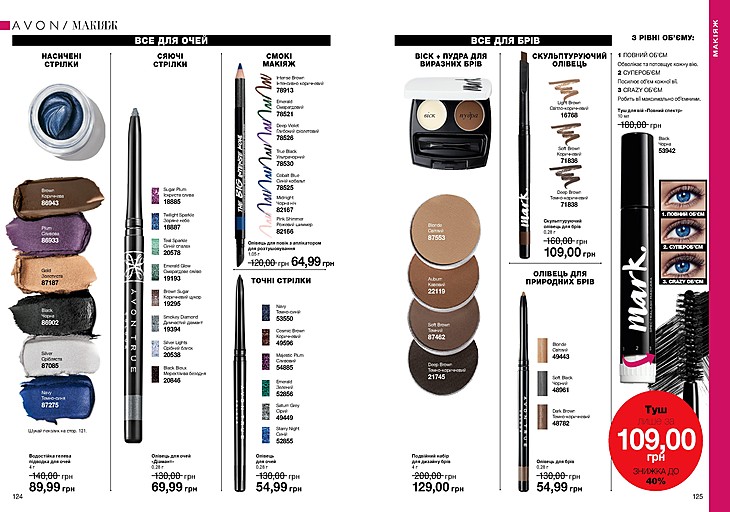 AVON / МАКІЯЖ
ВСЕ ДЛЯ ОЧЕЙ
НАСИЧЕНІ
СТРІЛКИ
Brown
Коричнева
86943
Plum
Сливова
86933
Gold
Золотиста
87187
Black
Чорна
86902
Silver
Срібляста
87085
Navy
Темно-синя
87275
Шукай пензлик на стор. 121.
Водостійка гелева
підводка для очей
4 г
140,00 грн
89,99 грн
124
СЯЮЧІ
СТРІЛКИ
AVON TRUE
Sugar Plum
Іскриста слива
18885
Twilight Sparkle
Зоряне небо
18887
Teal Sparkle
Сяючий смарагд
20578
Emerald Glow
Смарагдове сяйво
19193
Brown Sugar
Коричневий цукор
19295
Smokey Diamond
Димчастий діамант
19394
Silver Lights
Срібний блиск
20538
Black Bijoux
20846
Олівець для очей
«Діамант»
0,28 г
130,00 грн
69,99 грн
СМОКІ
МАКІЯЖ
Intense Brown
Інтенсивно-коричневий
78913
Emerald
Смарагдовий
78521
Deep Violet
Глибокий фіолетовий
78526
True Black
Ультрачорний
78530
Cobalt Blue
Синій кобальт
78525
Midnight
Чорна ніч
82167
Pink Shimmer
Рожевий шиммер
82166
Олівець для повік з аплікатором
для розтушовування
1,05 г
120,00 грн 64,99 грн
ТОЧНІ СТРІЛКИ
Navy
Темно-синій
53550
Cosmic Brown
Коричневий
49596
Majestic Plum
Сливовий
54885
Emerald
Зелений
52856
Saturn Grey
Сірий
49449
Starry Night
Синій
52855
Олівець
для очей
0,28 г
130,00 грн
54,99 грн
ВСЕ ДЛЯ БРІВ
ВІСК + ПУДРА ДЛЯ
ВИРАЗНИХ БРІВ
віск
пудра
Blonde
Світлий
87553
Auburn
Кавовий
22119
Soft Brown
Темний
87462
Deep Brown
Темно-коричневий
21745
Подвійний набір
для дизайну брів
4 г
200,00 грн
129,00 грн
СКУЛЬПТУРУЮЧИЙ
ОЛІВЕЦЬ
mark.
Light Brown
Світло-коричневий
16768
Soft Brown
Коричневий
71836
Deep Brown
Темно-коричневий
71838
Скульптуруючий
олівець для брів
0,28 г
160,00 грн
109,00 грн
ОЛІВЕЦЬ ДЛЯ
ПРИРОДНИХ БРІВ
Blonde
Світлий
49443
Soft Black
Чорний
48961
Dark Brown
Темно-коричневий
48782
Олівець для брів
0,28 г
130,00 грн
54,99 грн
3 РІВНІ ОБ'ЄМУ:
1 ПОВНИЙ ОБ'ЄМ
Обволікає та потовщує кожну вію.
2 СУПЕРОБ'ЄМ
Посилює об'єм кожної вії.
3 CRAZY ОБ'ЄМ
Робить вії максимально об'ємними.
Туш для вій «Повний спектр»
10 мл
180,00 грн
Black
Чорна
53942
mark.
1. ПОВНИЙ ОБ'ЄМ
2. СУПЕРОБ'ЄМ
3. CRAZY ОБ'ЄМ
Туш
лише за
109,00
грн
ЗНИЖКА ДО
40%
МАКІЯЖ
125